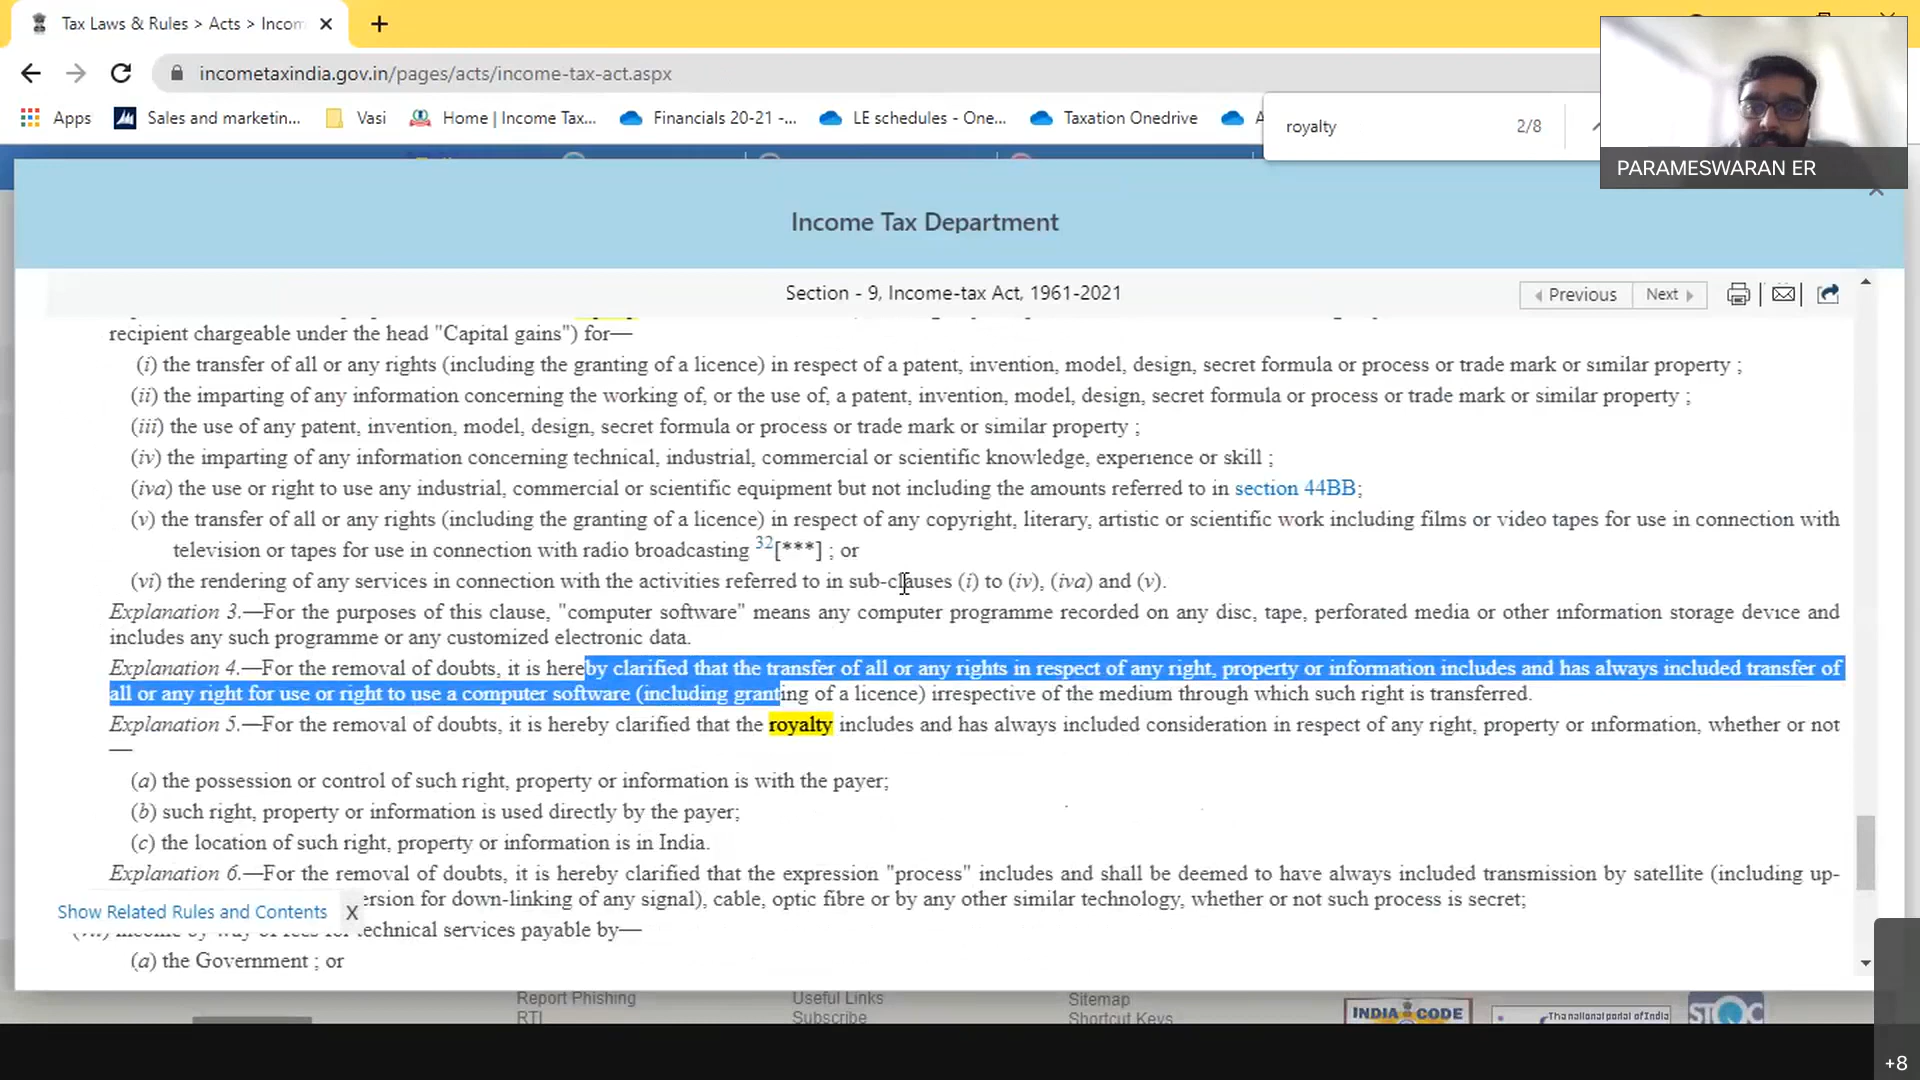 Tax Laws & Rules > Acts > Incom
incometaxindia.gov.in/pages/acts/income-tax-act.aspx
Apps Sales and marketin... Vasi Home | Income Tax... Financials 20-21 -... LE schedules - One... Taxation Onedrive
royalty 2/8
PARAMESWARAN ER
Income Tax Department
Section - 9, Income-tax Act, 1961-2021
Previous Next
recipient chargeable under the head "Capital gains") for—
(i) the transfer of all or any rights (including the granting of a licence) in respect of a patent, invention, model, design, secret formula or process or trade mark or similar property ;
(ii) the imparting of any information concerning the working of, or the use of, a patent, invention, model, design, secret formula or process or trade mark or similar property ;
(iii) the use of any patent, invention, model, design, secret formula or process or trade mark or similar property ;
(iv) the imparting of any information concerning technical, industrial, commercial or scientific knowledge, experience or skill ;
(iva) the use or right to use any industrial, commercial or scientific equipment but not including the amounts referred to in section 44BB;
(v) the transfer of all or any rights (including the granting of a licence) in respect of any copyright, literary, artistic or scientific work including films or video tapes for use in connection with
television or tapes for use in connection with radio broadcasting 32[***] ; or
(vi) the rendering of any services in connection with the activities referred to in sub-clauses (i) to (iv), (iva) and (v).
Explanation 3.—For the purposes of this clause, "computer software" means any computer programme recorded on any disc, tape, perforated media or other information storage device and
includes any such programme or any customized electronic data.
Explanation 4.—For the removal of doubts, it is hereby clarified that the transfer of all or any rights in respect of any right, property or information includes and has always included transfer of
all or any right for use or right to use a computer software (including granting of a licence) irrespective of the medium through which such right is transferred.
Explanation 5.—For the removal of doubts, it is hereby clarified that the royalty includes and has always included consideration in respect of any right, property or information, whether or not
—
(a) the possession or control of such right, property or information is with the payer;
(b) such right, property or information is used directly by the payer;
(c) the location of such right, property or information is in India.
Explanation 6.—For the removal of doubts, it is hereby clarified that the expression "process" includes and shall be deemed to have always included transmission by satellite (including up-
Show Related Rules and Contents X
ersion for down-linking of any signal), cable, optic fibre or by any other similar technology, whether or not such process is secret;
technical services payable by—
(a) the Government ; or
Report Phishing Useful Links Sitemap
RTI Subscribe Shortcut Keys
INDIA CODE
The national portal of India
STQC
+8